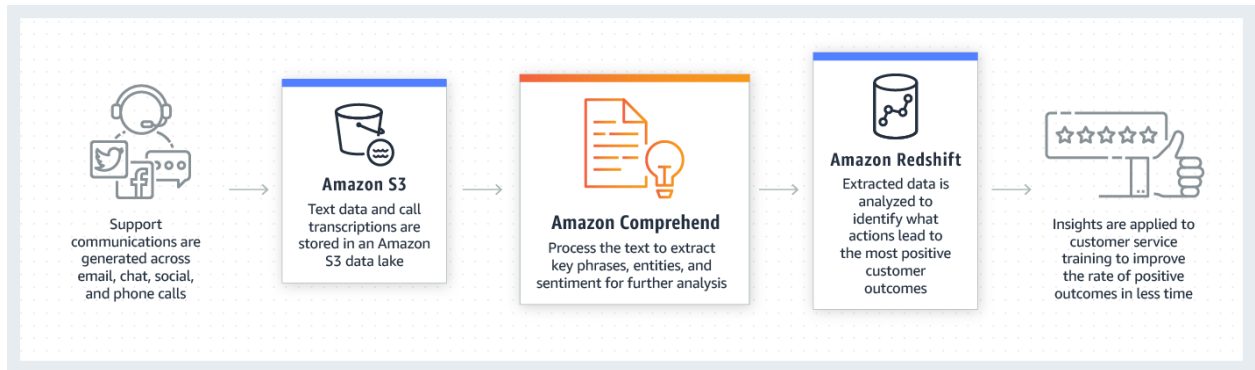 Support
communications are
generated across
email, chat, social,
and phone calls
Amazon S3
Text data and call
transcriptions are
stored in an Amazon
S3 data lake
Amazon Comprehend
Process the text to extract
key phrases, entities, and
sentiment for further analysis
Amazon Redshift
Extracted data is
analyzed to
identify what
actions lead to
the most positive
customer
outcomes
Insights are applied to
customer service
training to improve
the rate of positive
outcomes in less time